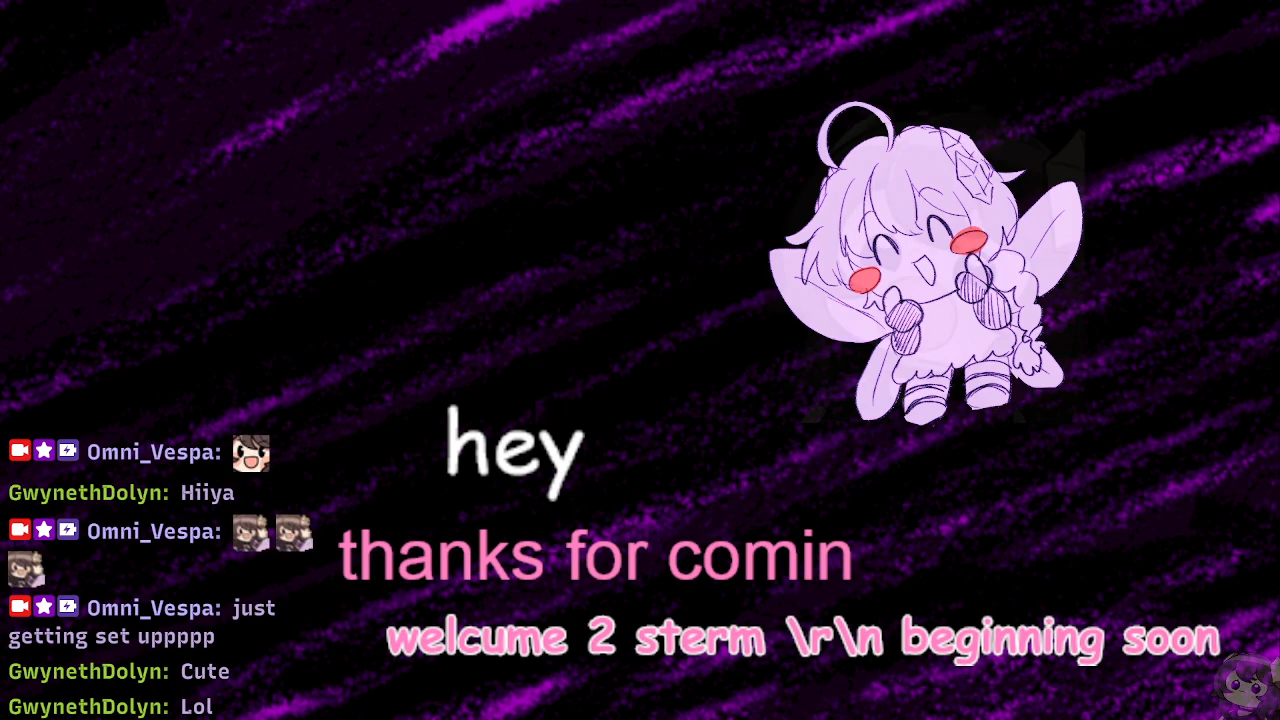 Omni_Vespa:
GwynethDolyn: Hiiya
Omni_Vespa:
Omni_Vespa: just
getting set uppppp
GwynethDolyn: Cute
GwynethDolyn: Lol
hey
thanks for comin
welcume 2 sterm \r\n beginning soon